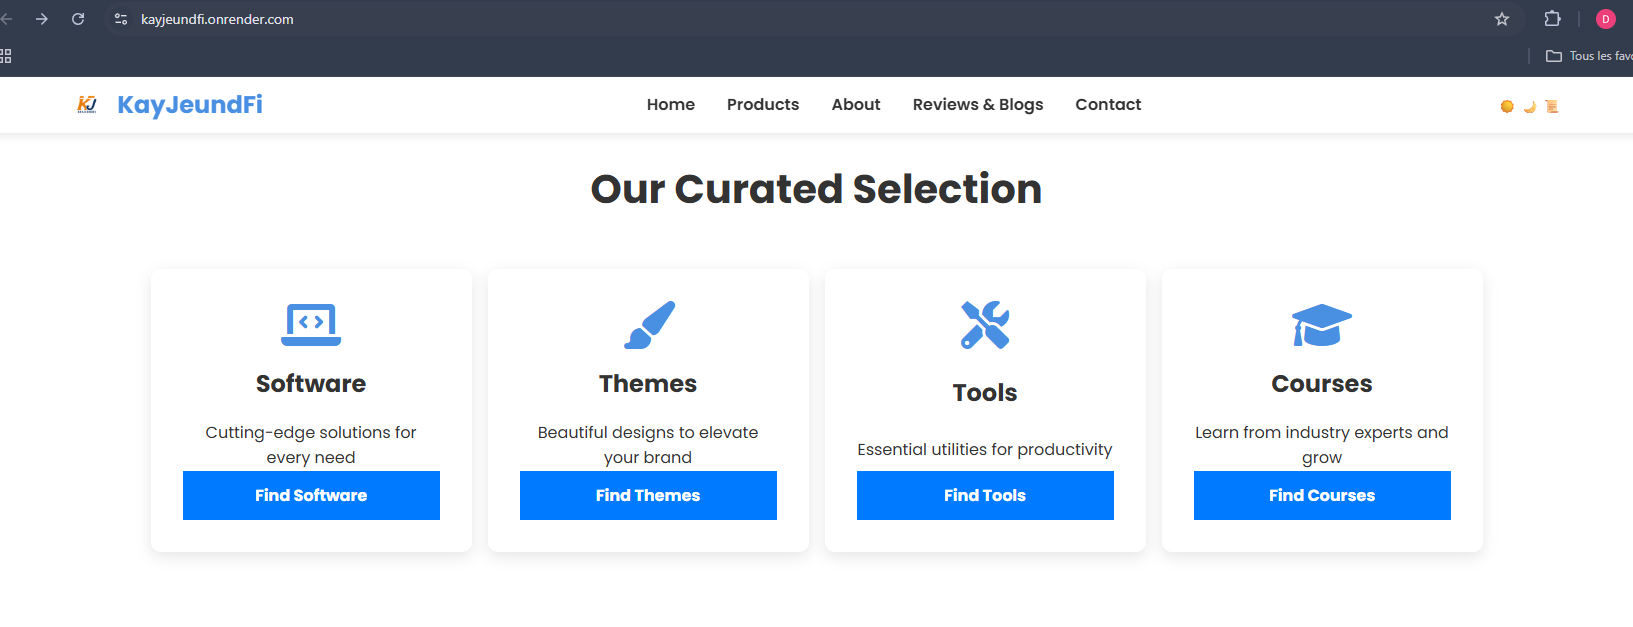 kayjeundfi.onrender.com
D
Tous les favo
KJ
KayJeundFi
Home
Products
About
Reviews & Blogs
Contact
Our Curated Selection
Software
Cutting-edge solutions for
every need
Find Software
Themes
Beautiful designs to elevate
your brand
Find Themes
Tools
Essential utilities for productivity
Find Tools
Courses
Learn from industry experts and
grow
Find Courses